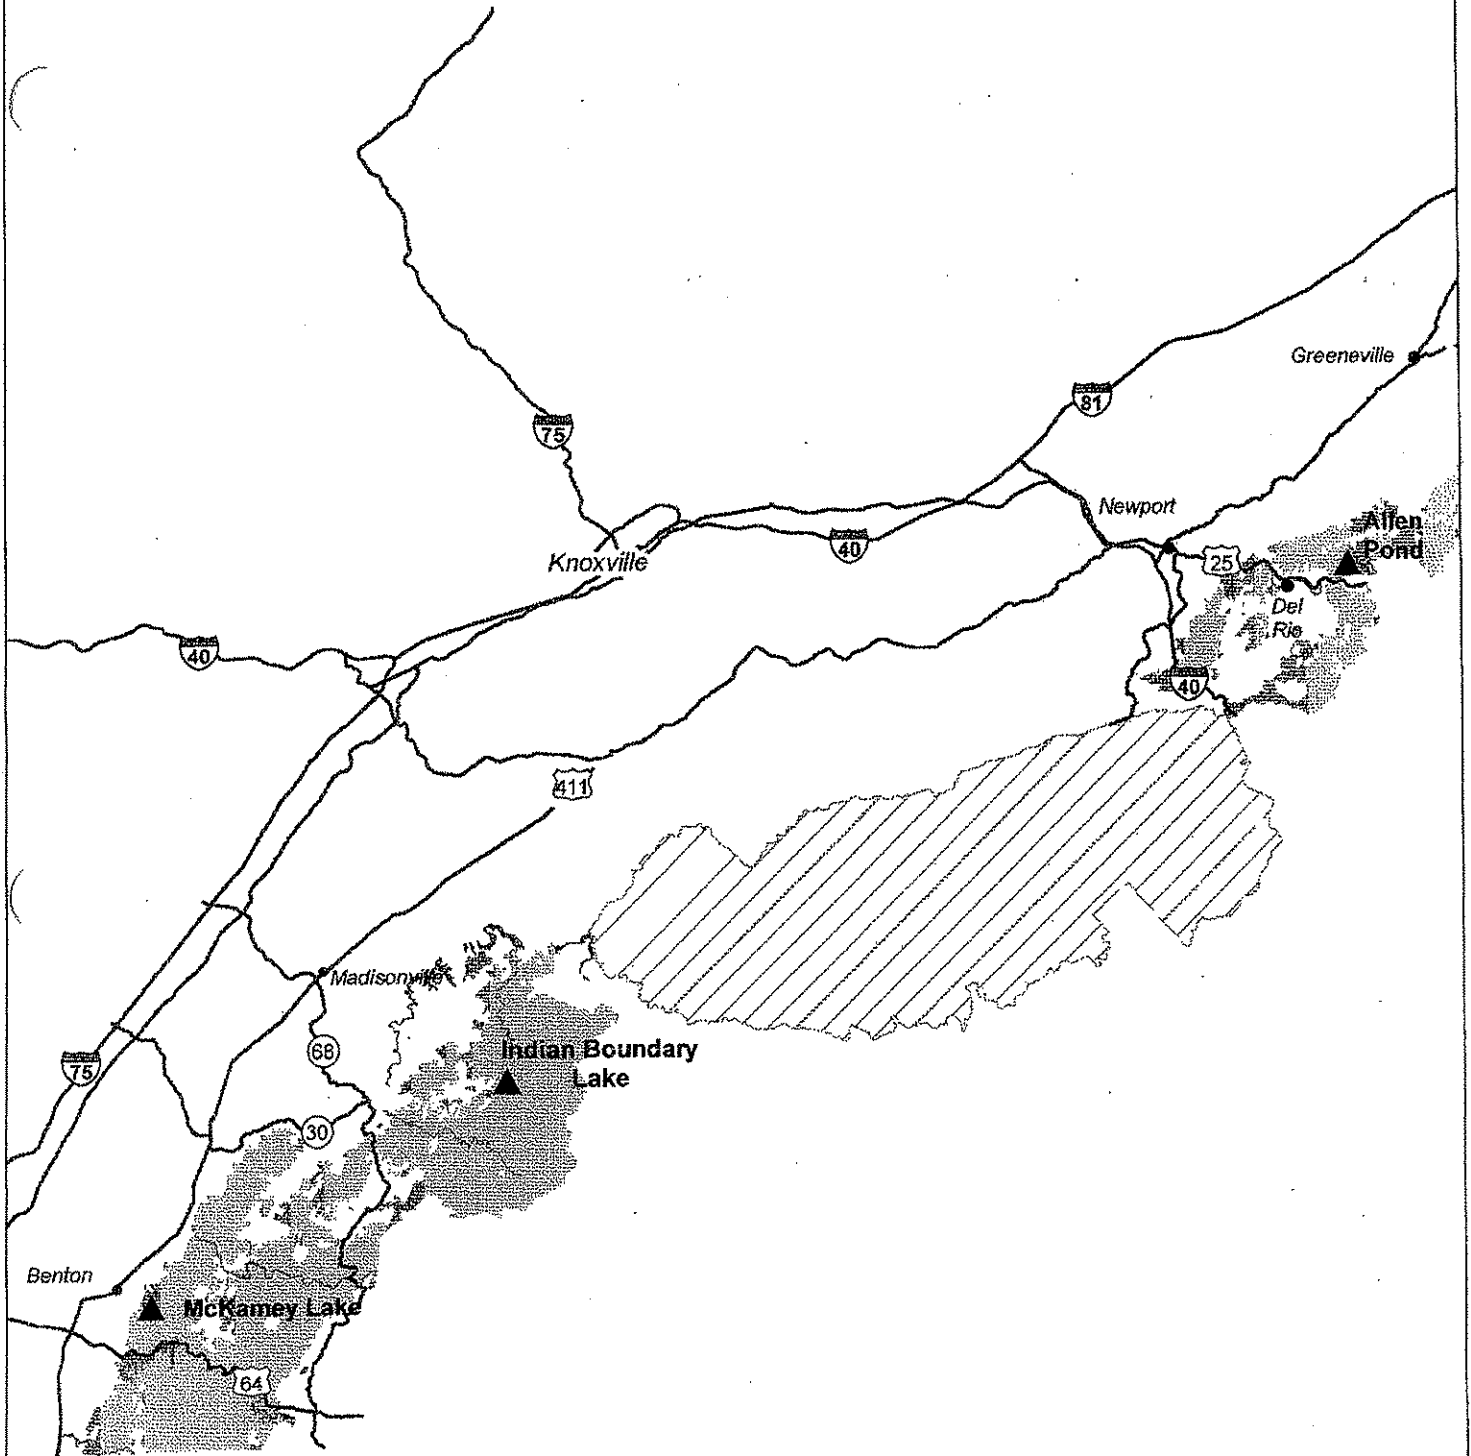 Greeneville
81
75
Newport
Allen
Pond
40
Knoxville
25
Del
Rio
40
40
411
Madisonville
Indian Boundary
Lake
68
75
30
Benton
McKamey Lake
64